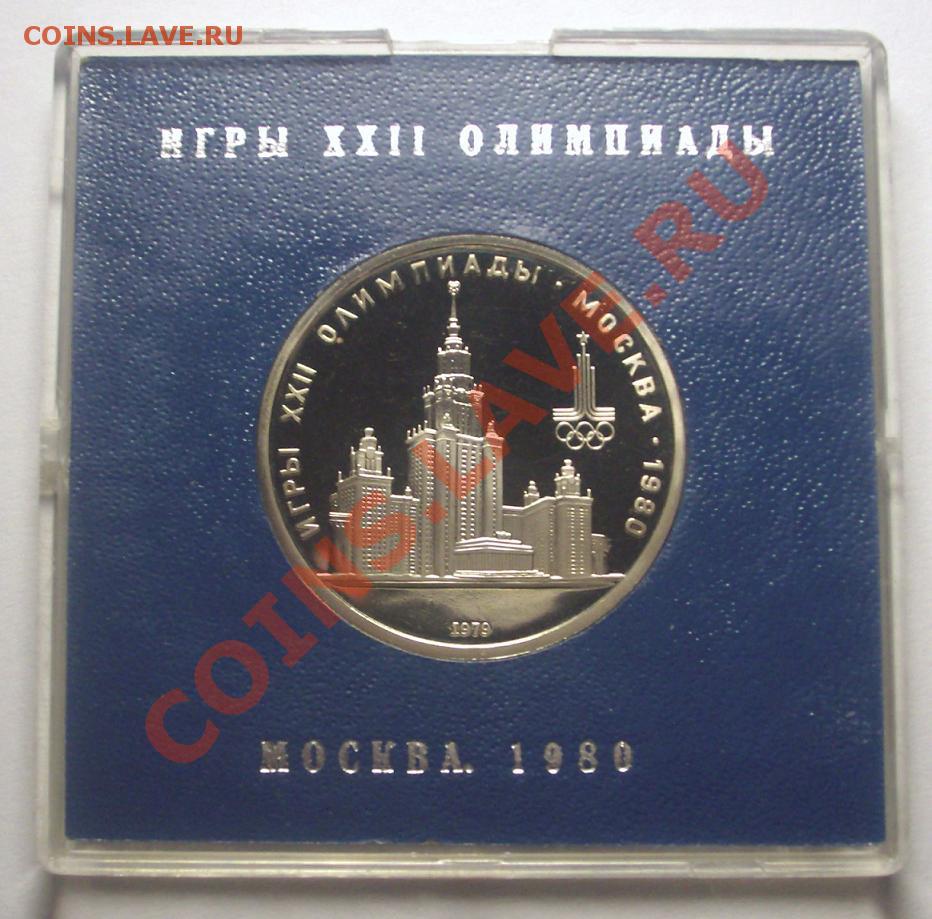 COINS.LAVE.RU
ИГРЫ XXII ОЛИМПИАДЫ
ИГРЫ XXII ОЛИМПИАДЫ · МОСКВА · 1980
1979
COINS.LAVE.RU
МОСКВА. 1980